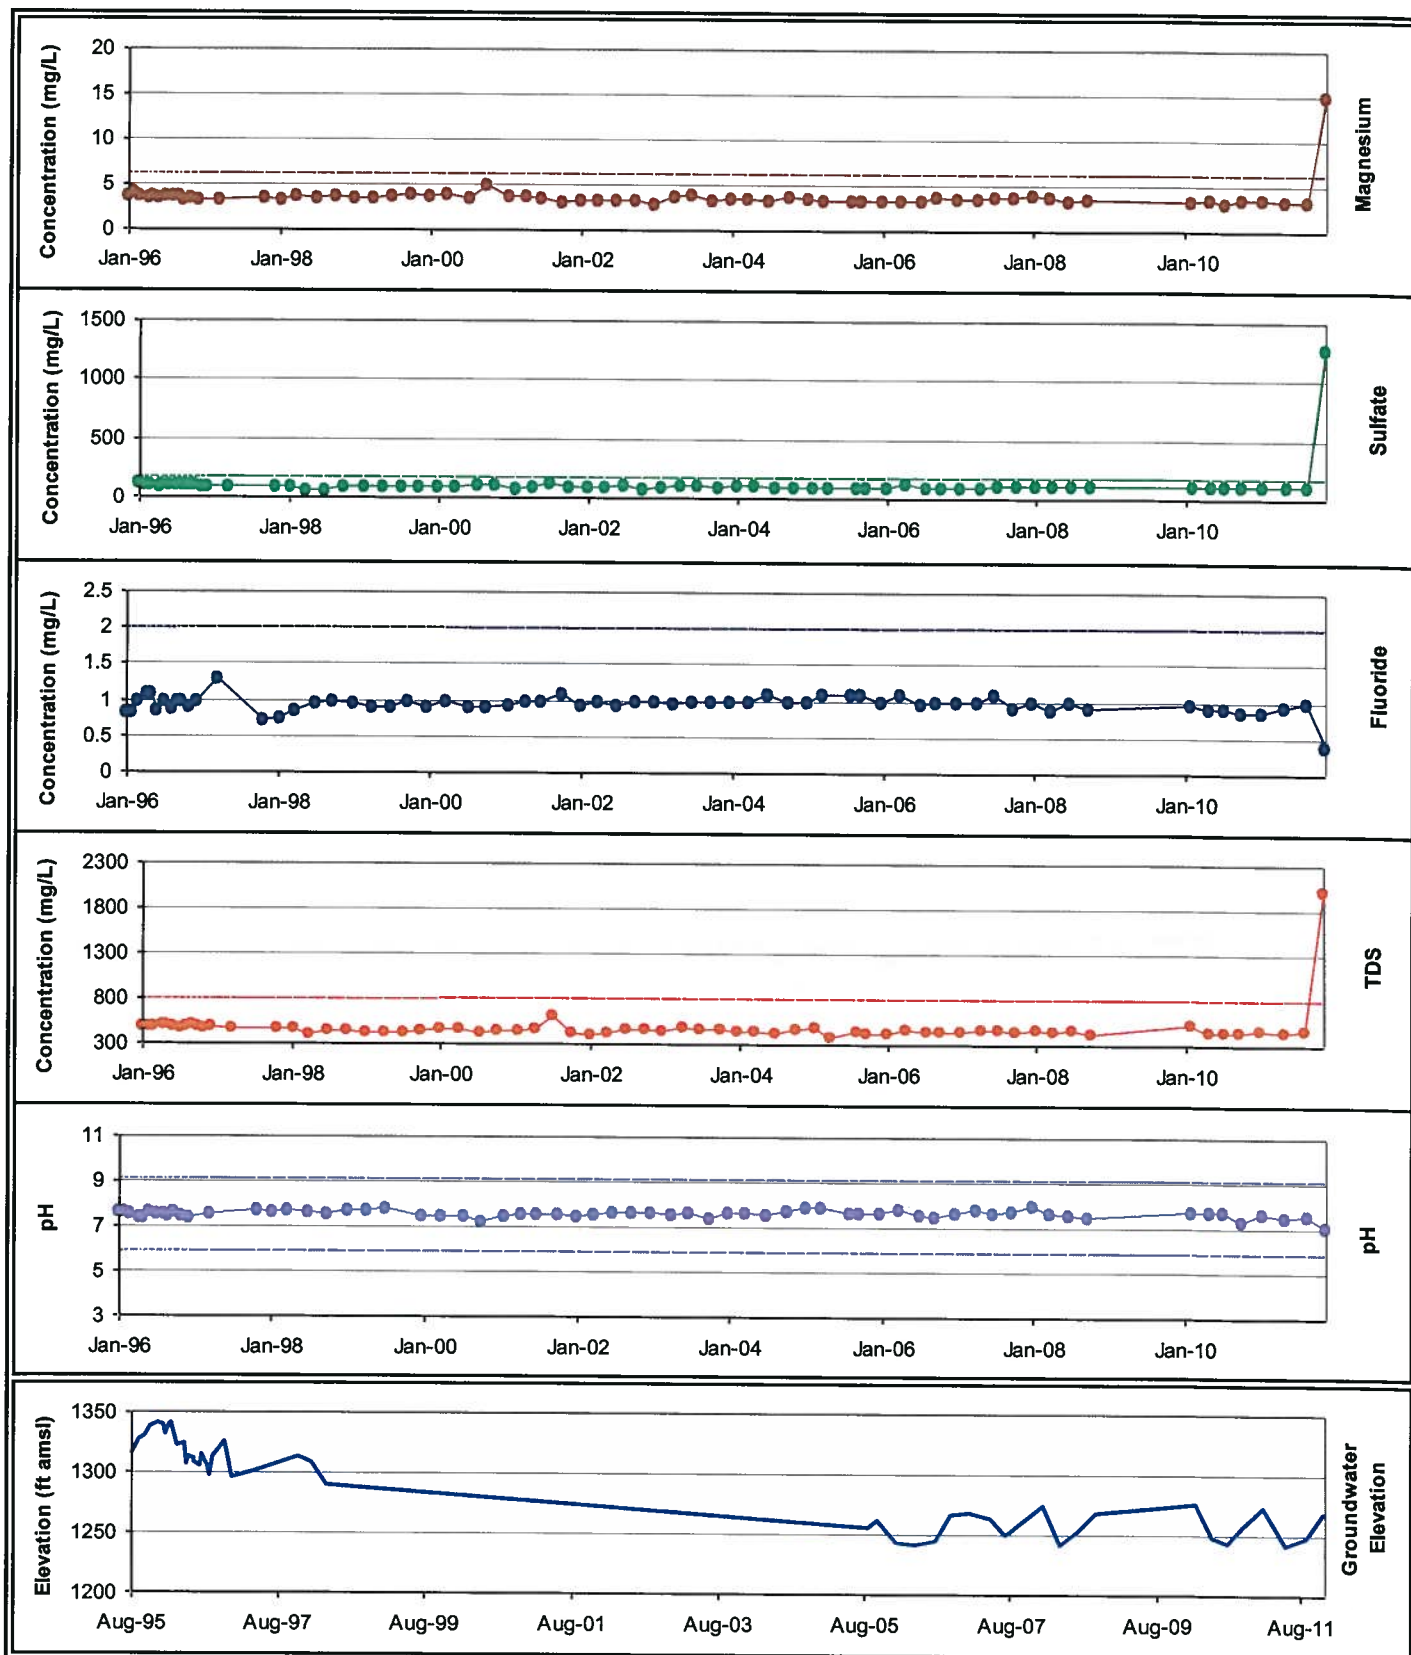 Concentration (mg/L)
20
15
10
5
0
Jan-96 Jan-98 Jan-00 Jan-02 Jan-04 Jan-06 Jan-08 Jan-10
Magnesium
Concentration (mg/L)
1500
1000
500
0
Jan-96 Jan-98 Jan-00 Jan-02 Jan-04 Jan-06 Jan-08 Jan-10
Sulfate
Concentration (mg/L)
2.5
2
1.5
1
0.5
0
Jan-96 Jan-98 Jan-00 Jan-02 Jan-04 Jan-06 Jan-08 Jan-10
Fluoride
Concentration (mg/L)
2300
1800
1300
800
300
Jan-96 Jan-98 Jan-00 Jan-02 Jan-04 Jan-06 Jan-08 Jan-10
TDS
pH
11
9
7
5
3
Jan-96 Jan-98 Jan-00 Jan-02 Jan-04 Jan-06 Jan-08 Jan-10
pH
Elevation (ft amsl)
1350
1300
1250
1200
Aug-95 Aug-97 Aug-99 Aug-01 Aug-03 Aug-05 Aug-07 Aug-09 Aug-11
Groundwater
Elevation